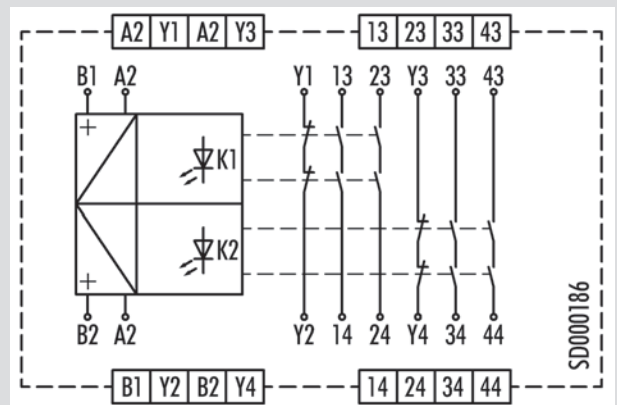 A2 Y1 A2 Y3 13 23 33 43
B1 A2 Y1 13 23 Y3 33 43
+ K1
K2
+
B2 A2 Y2 14 24 Y4 34 44
SD000186
B1 Y2 B2 Y4 14 24 34 44